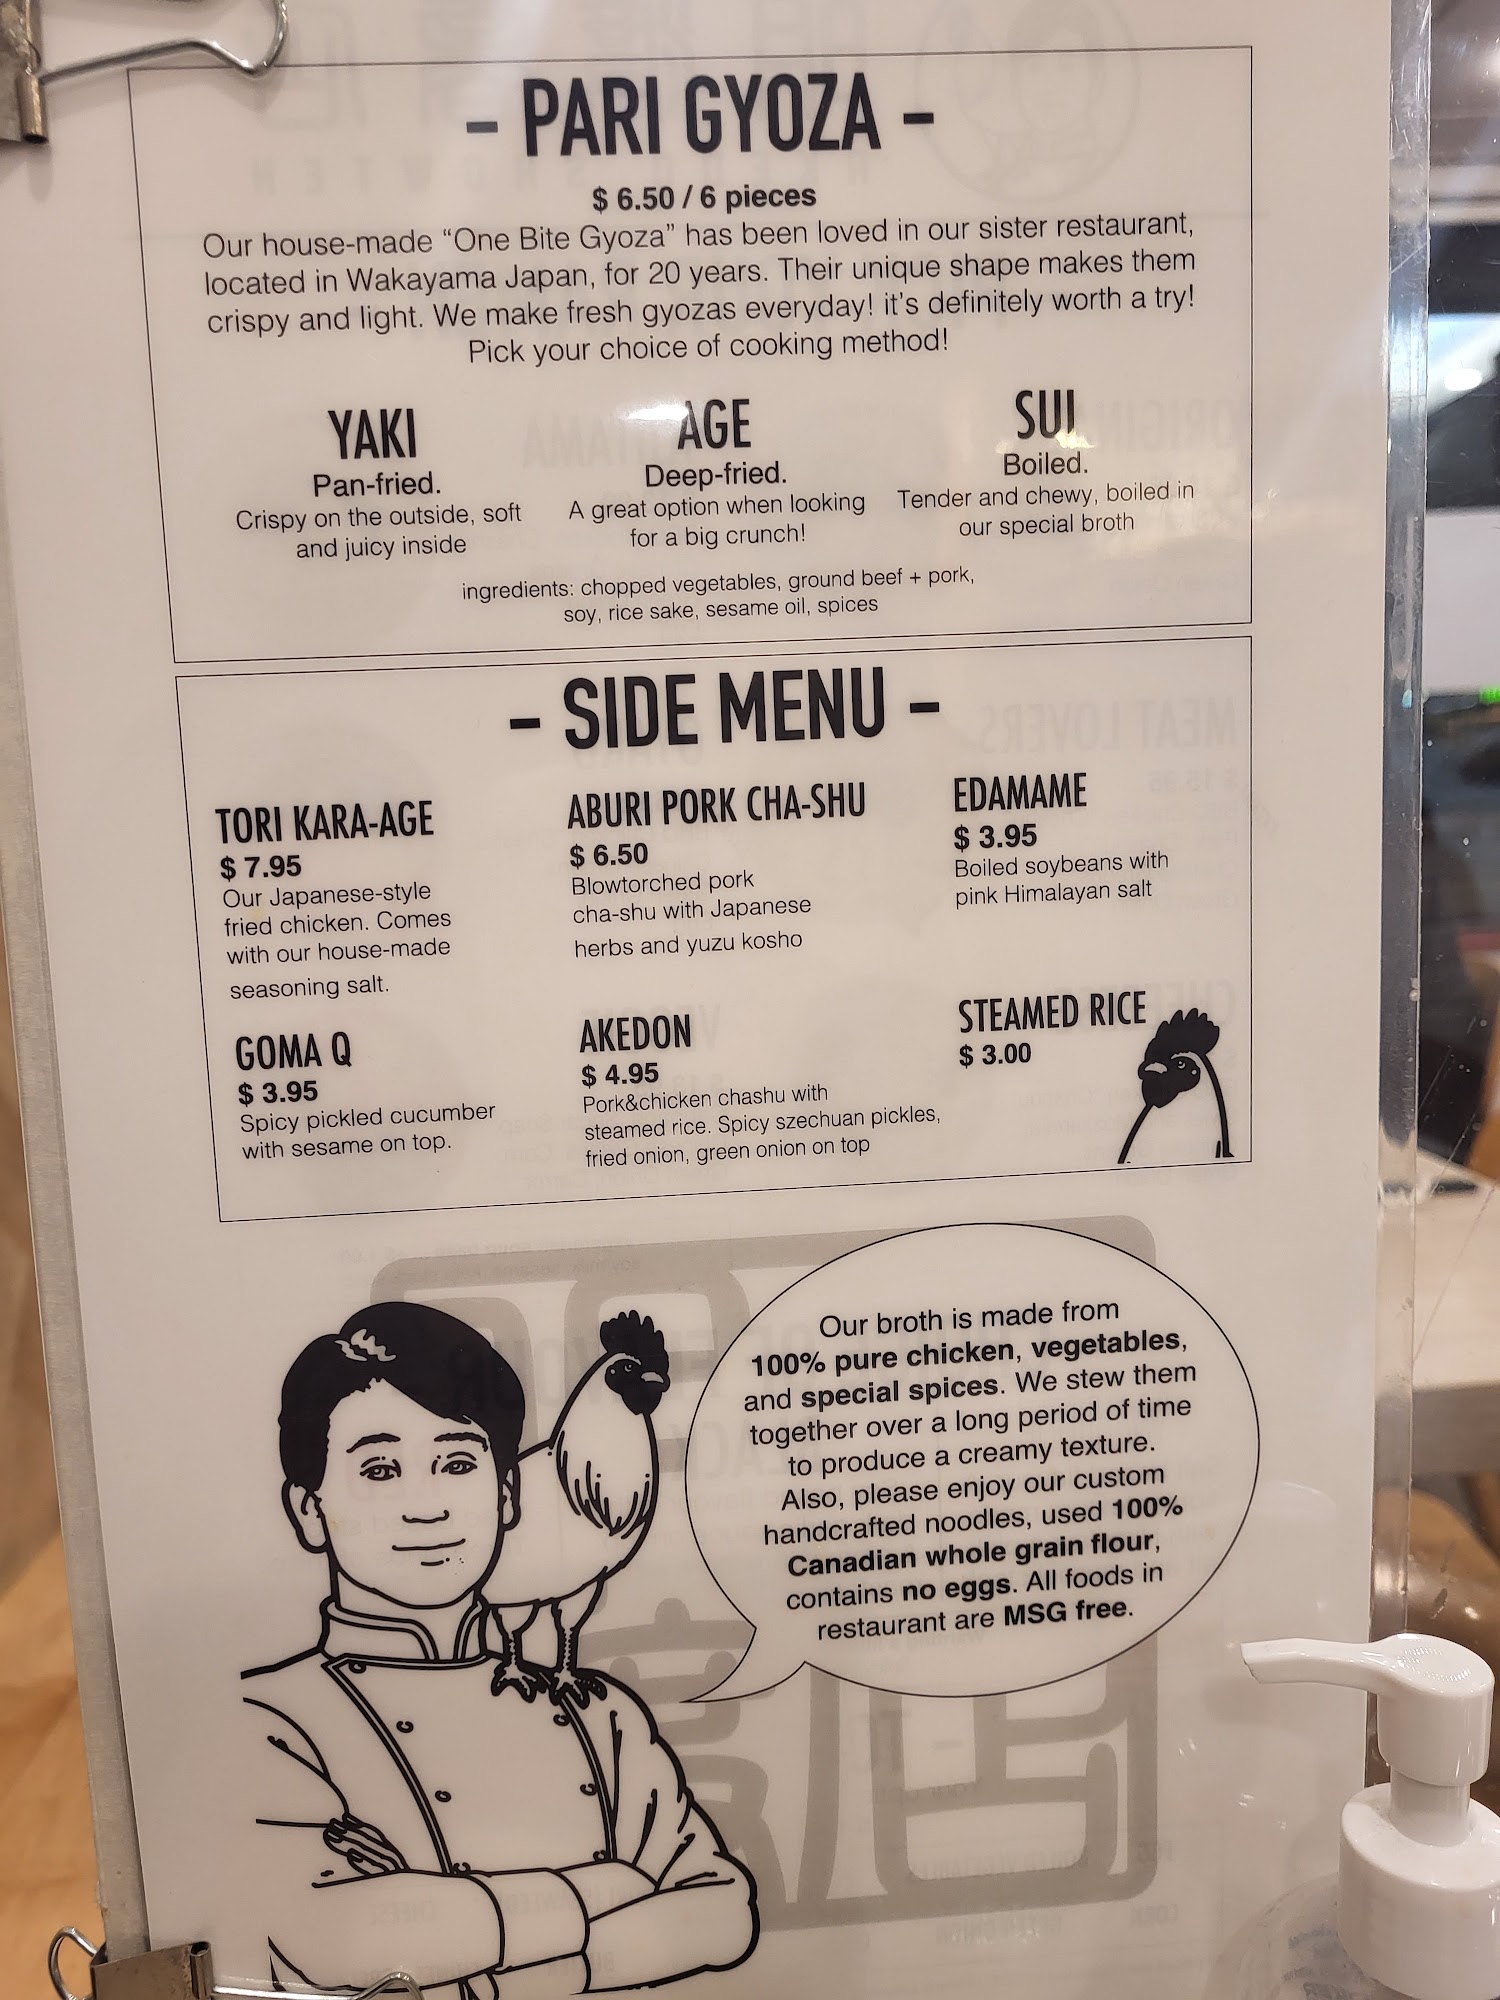 - PARI GYOZA -
$ 6.50 / 6 pieces
Our house-made “One Bite Gyoza” has been loved in our sister restaurant,
located in Wakayama Japan, for 20 years. Their unique shape makes them
crispy and light. We make fresh gyozas everyday! it's definitely worth a try!
Pick your choice of cooking method!
YAKI
Pan-fried.
Crispy on the outside, soft
and juicy inside
AGE
Deep-fried.
A great option when looking
for a big crunch!
SUI
Boiled.
Tender and chewy, boiled in
our special broth
ingredients: chopped vegetables, ground beef + pork,
soy, rice sake, sesame oil, spices
- SIDE MENU -
TORI KARA-AGE
$ 7.95
Our Japanese-style
fried chicken. Comes
with our house-made
seasoning salt.
ABURI PORK CHA-SHU
$ 6.50
Blowtorched pork
cha-shu with Japanese
herbs and yuzu kosho
EDAMAME
$ 3.95
Boiled soybeans with
pink Himalayan salt
GOMA Q
$ 3.95
Spicy pickled cucumber
with sesame on top.
AKEDON
$ 4.95
Pork&chicken chashu with
steamed rice. Spicy szechuan pickles,
fried onion, green onion on top
STEAMED RICE
$ 3.00
Our broth is made from
100% pure chicken, vegetables,
and special spices. We stew them
together over a long period of time
to produce a creamy texture.
Also, please enjoy our custom
handcrafted noodles, used 100%
Canadian whole grain flour,
contains no eggs. All foods in
restaurant are MSG free.